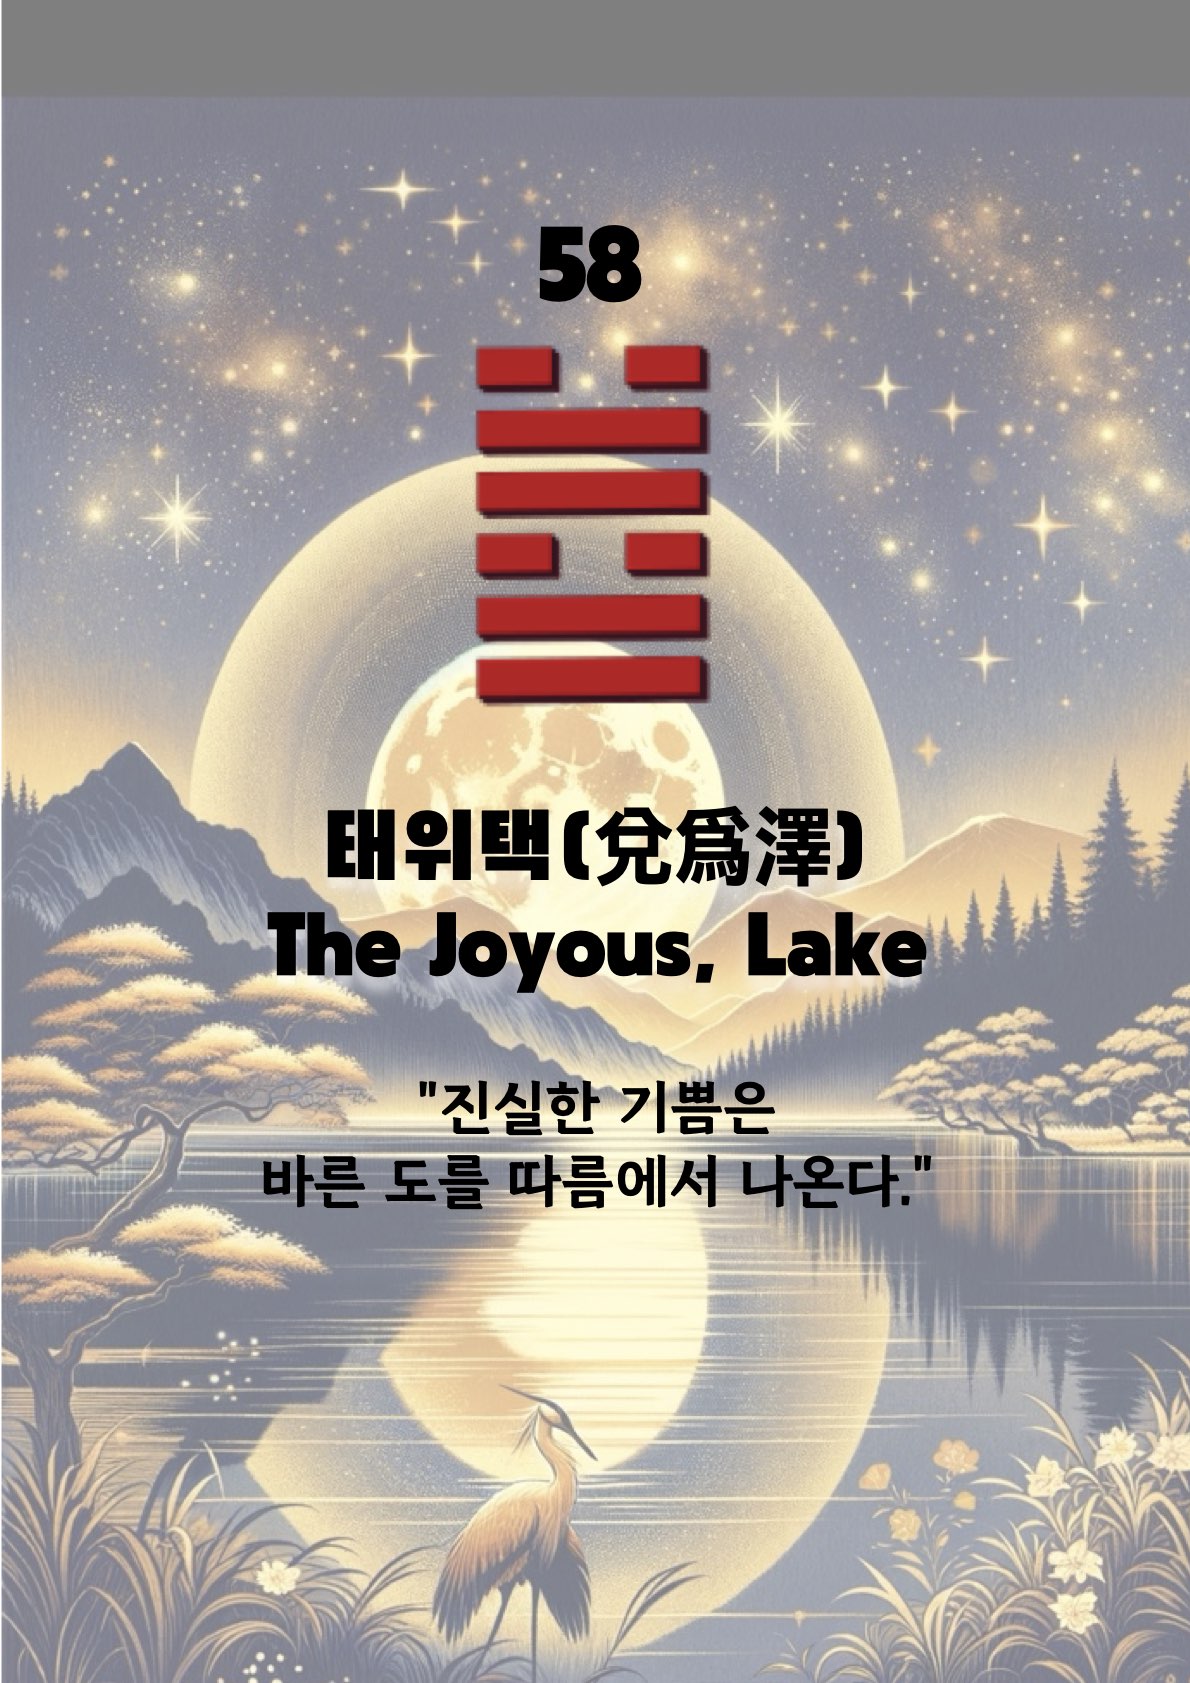 58
태위택(兌爲澤)
The Joyous, Lake
"진실한 기쁨은
바른 도를 따름에서 나온다."